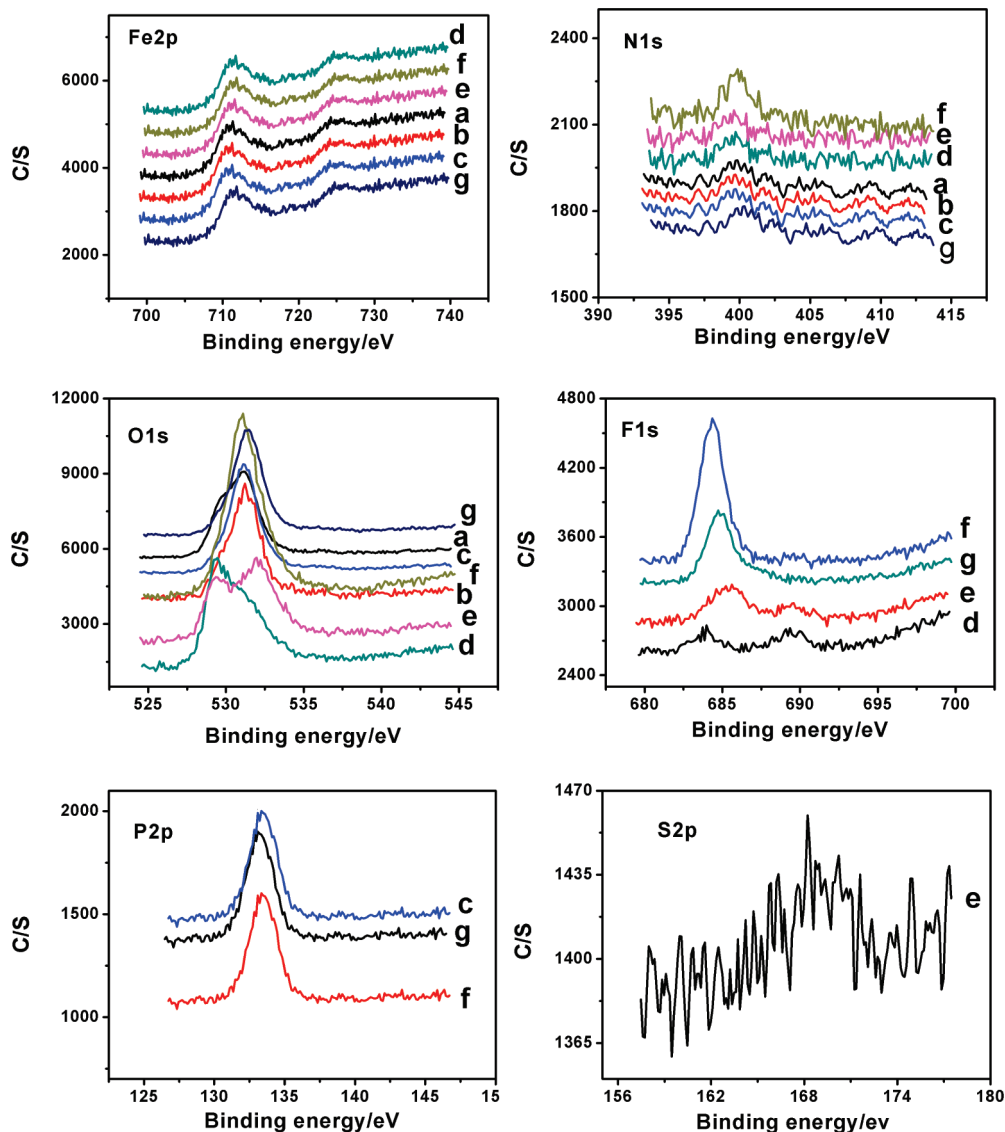 Fe2p
6000
4000
2000
C/S
d
f
e
a
b
c
g
700 710 720 730 740
Binding energy/eV
N1s
2400
2100
1800
1500
C/S
f
e
d
a
b
c
g
390 395 400 405 410 415
Binding energy/eV
O1s
12000
9000
6000
3000
C/S
g
a
c
f
b
e
d
525 530 535 540 545
Binding energy/eV
F1s
4800
4200
3600
3000
2400
C/S
f
g
e
d
680 685 690 695 700
Binding energy/eV
P2p
2000
1500
1000
C/S
c
g
f
125 130 135 140 145 15
Binding energy/eV
S2p
1470
1435
1400
1365
C/S
e
156 162 168 174 180
Binding energy/ev